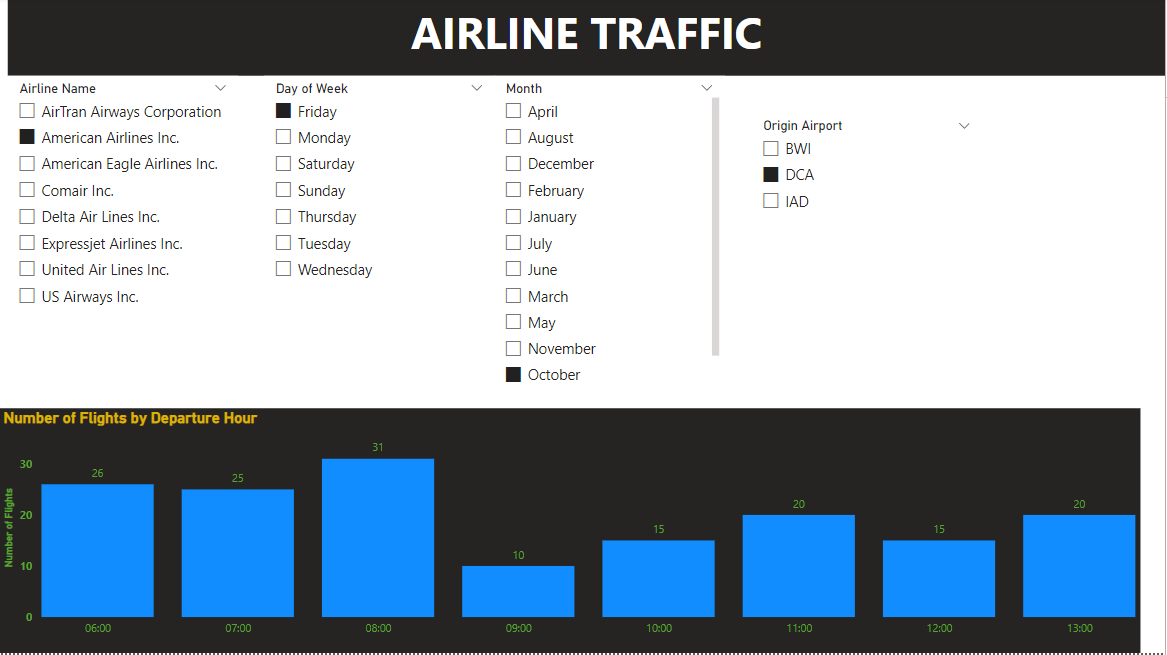 AIRLINE TRAFFIC
Airline Name
AirTran Airways Corporation
American Airlines Inc.
American Eagle Airlines Inc.
Comair Inc.
Delta Air Lines Inc.
Expressjet Airlines Inc.
United Air Lines Inc.
US Airways Inc.
Day of Week
Friday
Monday
Saturday
Sunday
Thursday
Tuesday
Wednesday
Month
April
August
December
February
January
July
June
March
May
November
October
Origin Airport
BWI
DCA
IAD
Number of Flights by Departure Hour
Number of Flights
30
20
10
0
26
25
31
10
15
20
15
20
06:00
07:00
08:00
09:00
10:00
11:00
12:00
13:00